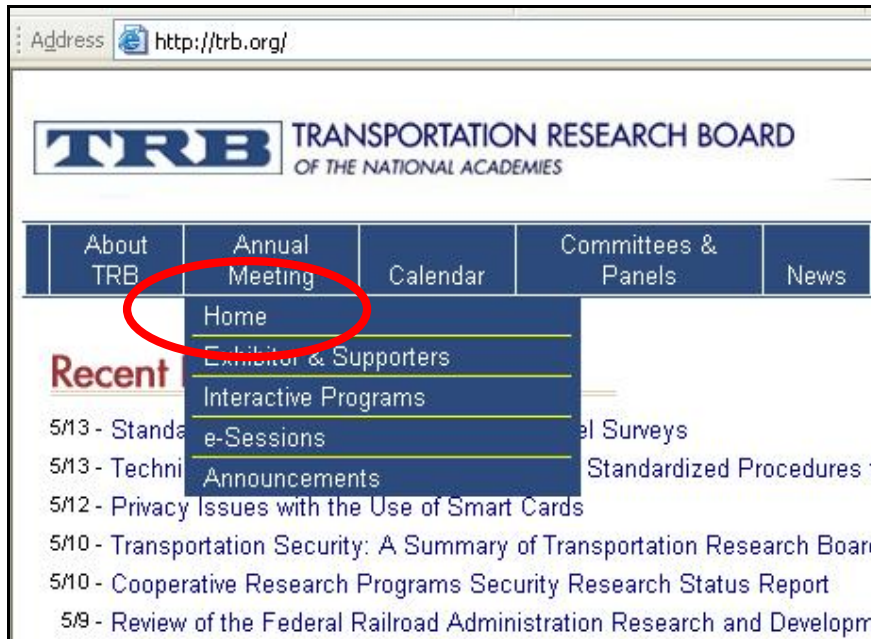 Address http://trb.org/
TRB TRANSPORTATION RESEARCH BOARD
OF THE NATIONAL ACADEMIES
About TRB Annual Meeting Calendar Committees & Panels News
Home
Exhibitor & Supporters
Interactive Programs
e-Sessions
Announcements
Recent
5/13 - el Surveys
5/13 - Standardized Procedures
5/12 - Privacy Issues with the Use of Smart Cards
5/10 - Transportation Security: A Summary of Transportation Research Boar
5/10 - Cooperative Research Programs Security Research Status Report
5/9 - Review of the Federal Railroad Administration Research and Developm